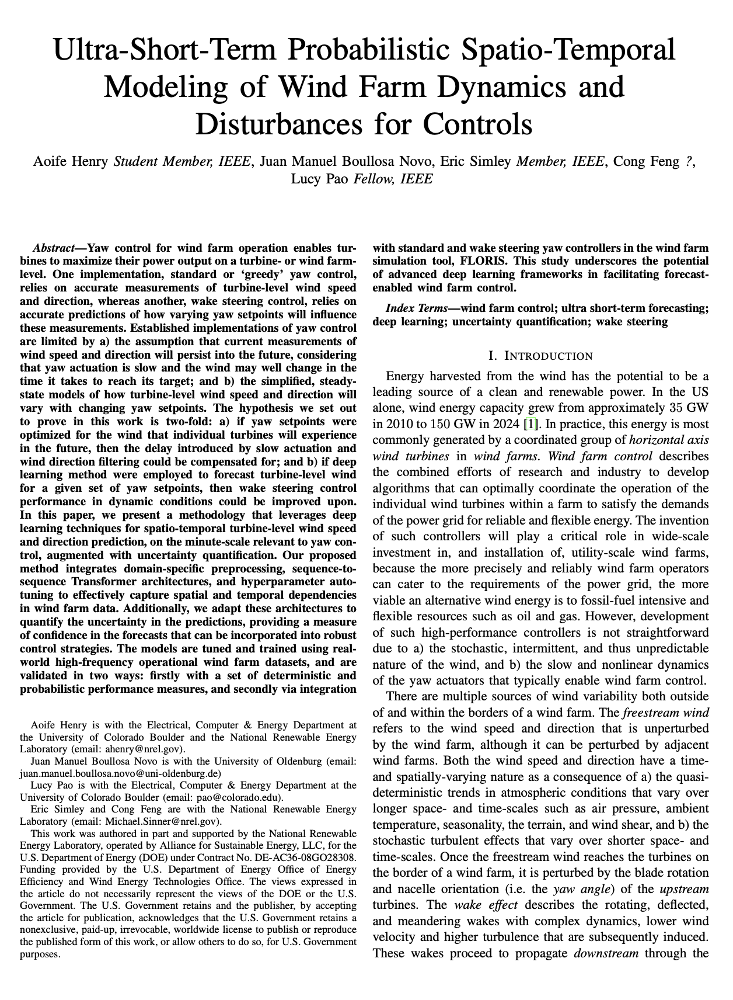 Ultra-Short-Term Probabilistic Spatio-Temporal
Modeling of Wind Farm Dynamics and
Disturbances for Controls
Aoife Henry Student Member, IEEE, Juan Manuel Boullosa Novo, Eric Simley Member, IEEE, Cong Feng ?,
Lucy Pao Fellow, IEEE
Abstract—Yaw control for wind farm operation enables tur-
bines to maximize their power output on a turbine- or wind farm-
level. One implementation, standard or ‘greedy’ yaw control,
relies on accurate measurements of turbine-level wind speed
and direction, whereas another, wake steering control, relies on
accurate predictions of how varying yaw setpoints will influence
these measurements. Established implementations of yaw control
are limited by a) the assumption that current measurements of
wind speed and direction will persist into the future, considering
that yaw actuation is slow and the wind may well change in the
time it takes to reach its target; and b) the simplified, steady-
state models of how turbine-level wind speed and direction will
vary with changing yaw setpoints. The hypothesis we set out
to prove in this work is two-fold: a) if yaw setpoints were
optimized for the wind that individual turbines will experience
in the future, then the delay introduced by slow actuation and
wind direction filtering could be compensated for; and b) if deep
learning method were employed to forecast turbine-level wind
for a given set of yaw setpoints, then wake steering control
performance in dynamic conditions could be improved upon.
In this paper, we present a methodology that leverages deep
learning techniques for spatio-temporal turbine-level wind speed
and direction prediction, on the minute-scale relevant to yaw con-
trol, augmented with uncertainty quantification. Our proposed
method integrates domain-specific preprocessing, sequence-to-
sequence Transformer architectures, and hyperparameter auto-
tuning to effectively capture spatial and temporal dependencies
in wind farm data. Additionally, we adapt these architectures to
quantify the uncertainty in the predictions, providing a measure
of confidence in the forecasts that can be incorporated into robust
control strategies. The models are tuned and trained using real-
world high-frequency operational wind farm datasets, and are
validated in two ways: firstly with a set of deterministic and
probabilistic performance measures, and secondly via integration
Aoife Henry is with the Electrical, Computer & Energy Department at
the University of Colorado Boulder and the National Renewable Energy
Laboratory (email: ahenry@nrel.gov).
Juan Manuel Boullosa Novo is with the University of Oldenburg (email:
juan.manuel.boullosa.novo@uni-oldenburg.de)
Lucy Pao is with the Electrical, Computer & Energy Department at the
University of Colorado Boulder (email: pao@colorado.edu).
Eric Simley and Cong Feng are with the National Renewable Energy
Laboratory (email: Michael.Sinner@nrel.gov).
This work was authored in part and supported by the National Renewable
Energy Laboratory, operated by Alliance for Sustainable Energy, LLC, for the
U.S. Department of Energy (DOE) under Contract No. DE-AC36-08GO28308.
Funding provided by the U.S. Department of Energy Office of Energy
Efficiency and Wind Energy Technologies Office. The views expressed in
the article do not necessarily represent the views of the DOE or the U.S.
Government. The U.S. Government retains and the publisher, by accepting
the article for publication, acknowledges that the U.S. Government retains a
nonexclusive, paid-up, irrevocable, worldwide license to publish or reproduce
the published form of this work, or allow others to do so, for U.S. Government
purposes.
with standard and wake steering yaw controllers in the wind farm
simulation tool, FLORIS. This study underscores the potential
of advanced deep learning frameworks in facilitating forecast-
enabled wind farm control.
Index Terms—wind farm control; ultra short-term forecasting;
deep learning; uncertainty quantification; wake steering
I. INTRODUCTION
Energy harvested from the wind has the potential to be a
leading source of a clean and renewable power. In the US
alone, wind energy capacity grew from approximately 35 GW
in 2010 to 150 GW in 2024 [1]. In practice, this energy is most
commonly generated by a coordinated group of horizontal axis
wind turbines in wind farms. Wind farm control describes
the combined efforts of research and industry to develop
algorithms that can optimally coordinate the operation of the
individual wind turbines within a farm to satisfy the demands
of the power grid for reliable and flexible energy. The invention
of such controllers will play a critical role in wide-scale
investment in, and installation of, utility-scale wind farms,
because the more precisely and reliably wind farm operators
can cater to the requirements of the power grid, the more
viable an alternative wind energy is to fossil-fuel intensive and
flexible resources such as oil and gas. However, development
of such high-performance controllers is not straightforward
due to a) the stochastic, intermittent, and thus unpredictable
nature of the wind, and b) the slow and nonlinear dynamics
of the yaw actuators that typically enable wind farm control.
There are multiple sources of wind variability both outside
of and within the borders of a wind farm. The freestream wind
refers to the wind speed and direction that is unperturbed
by the wind farm, although it can be perturbed by adjacent
wind farms. Both the wind speed and direction have a time-
and spatially-varying nature as a consequence of a) the quasi-
deterministic trends in atmospheric conditions that vary over
longer space- and time-scales such as air pressure, ambient
temperature, seasonality, the terrain, and wind shear, and b) the
stochastic turbulent effects that vary over shorter space- and
time-scales. Once the freestream wind reaches the turbines on
the border of a wind farm, it is perturbed by the blade rotation
and nacelle orientation (i.e. the yaw angle) of the upstream
turbines. The wake effect describes the rotating, deflected,
and meandering wakes with complex dynamics, lower wind
velocity and higher turbulence that are subsequently induced.
These wakes proceed to propagate downstream through the